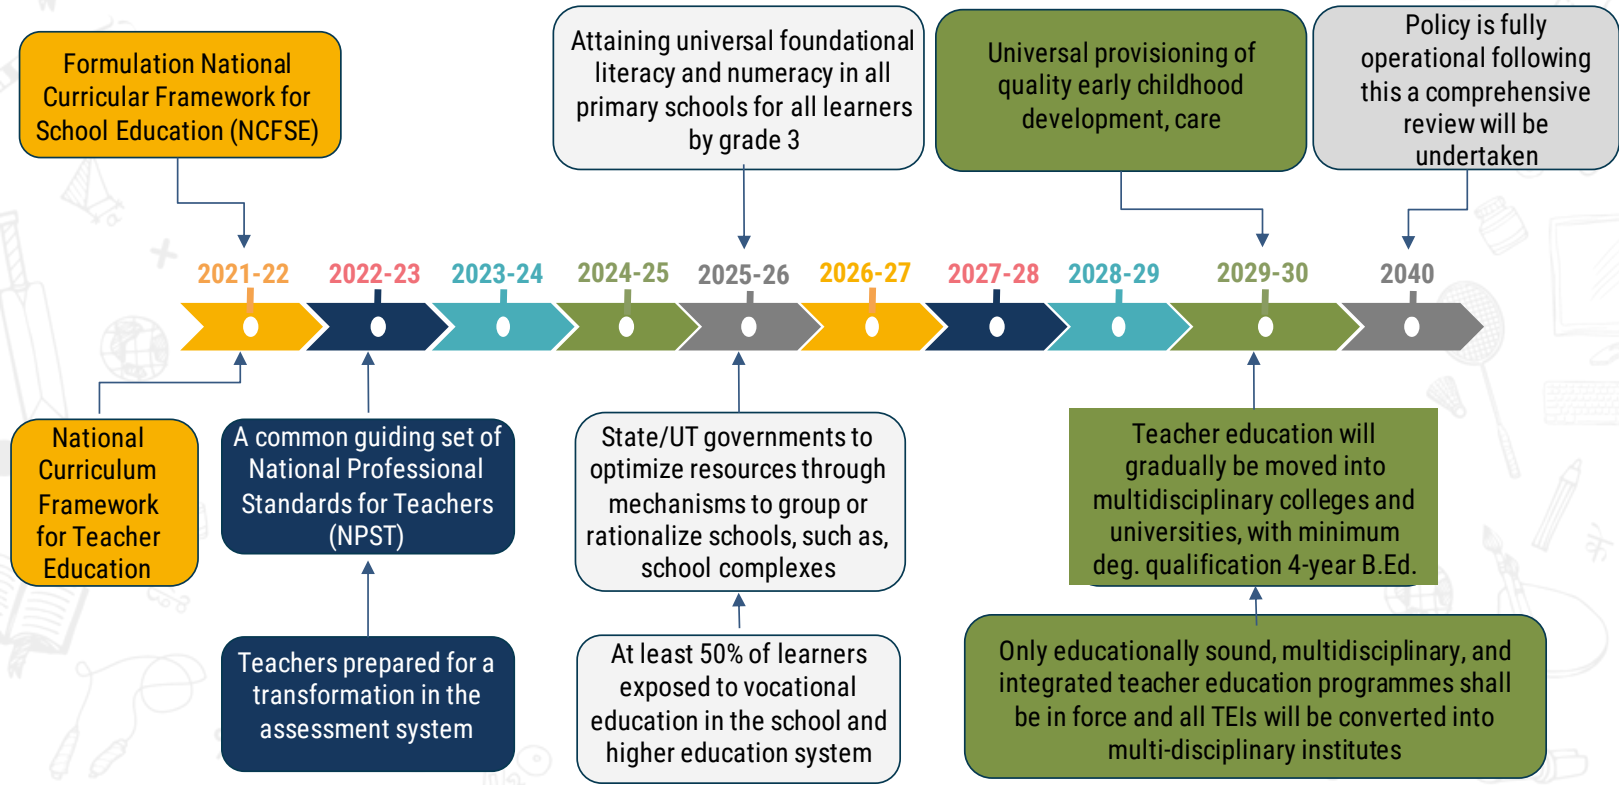 Formulation National
Curricular Framework for
School Education (NCFSE)
Attaining universal foundational
literacy and numeracy in all
primary schools for all learners
by grade 3
Universal provisioning of
quality early childhood
development, care
Policy is fully
operational following
this a comprehensive
review will be
undertaken
2021-22 2022-23 2023-24 2024-25 2025-26 2026-27 2027-28 2028-29 2029-30 2040
National
Curriculum
Framework
for Teacher
Education
A common guiding set of
National Professional
Standards for Teachers
(NPST)
State/UT governments to
optimize resources through
mechanisms to group or
rationalize schools, such as,
school complexes
Teacher education will
gradually be moved into
multidisciplinary colleges and
universities, with minimum
deg. qualification 4-year B.Ed.
Teachers prepared for a
transformation in the
assessment system
At least 50% of learners
exposed to vocational
education in the school and
higher education system
Only educationally sound, multidisciplinary, and
integrated teacher education programmes shall
be in force and all TEIs will be converted into
multi-disciplinary institutes